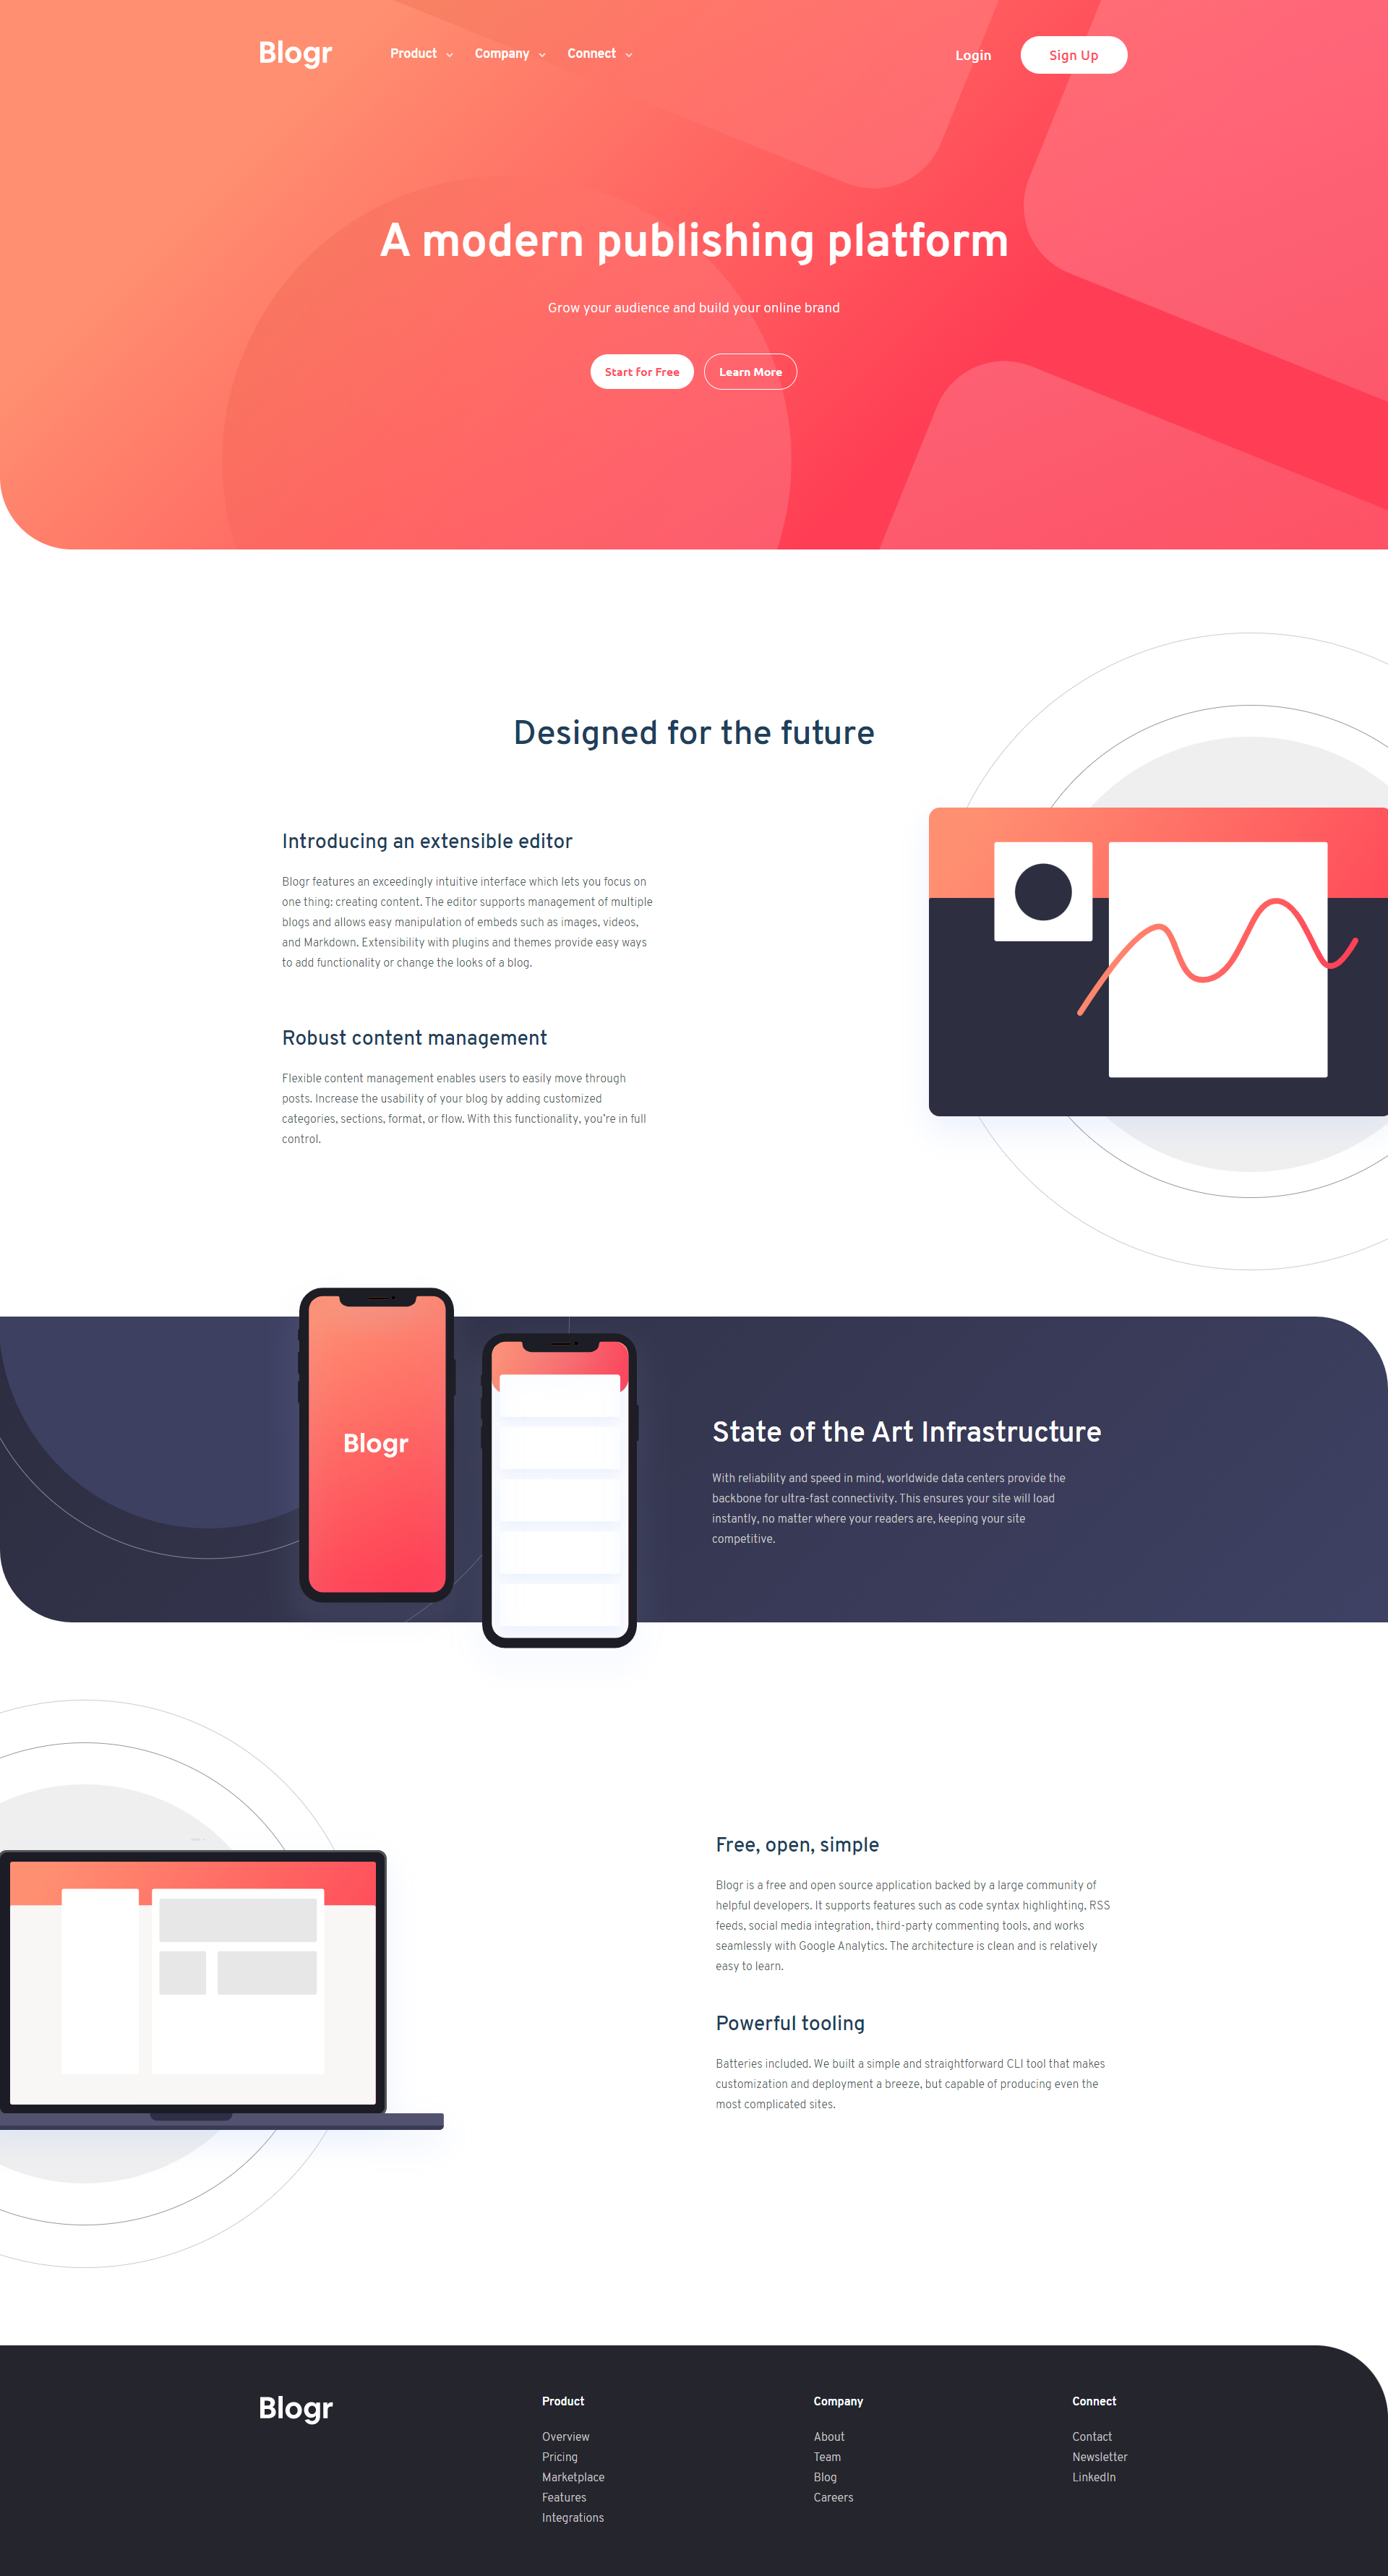 Blogr
Product
Company
Connect
Login
Sign Up
A modern publishing platform
Grow your audience and build your online brand
Start for Free
Learn More
Designed for the future
Introducing an extensible editor
Blogr features an exceedingly intuitive interface which lets you focus on
one thing: creating content. The editor supports management of multiple
blogs and allows easy manipulation of embeds such as images, videos,
and Markdown. Extensibility with plugins and themes provide easy ways
to add functionality or change the looks of a blog.
Robust content management
Flexible content management enables users to easily move through
posts. Increase the usability of your blog by adding customized
categories, sections, format, or flow. With this functionality, you're in full
control.
Blogr
State of the Art Infrastructure
With reliability and speed in mind, worldwide data centers provide the
backbone for ultra-fast connectivity. This ensures your site will load
instantly, no matter where your readers are, keeping your site
competitive.
Free, open, simple
Blogr is a free and open source application backed by a large community of
helpful developers. It supports features such as code syntax highlighting, RSS
feeds, social media integration, third-party commenting tools, and works
seamlessly with Google Analytics. The architecture is clean and is relatively
easy to learn.
Powerful tooling
Batteries included. We built a simple and straightforward CLI tool that makes
customization and deployment a breeze, but capable of producing even the
most complicated sites.
Blogr
Product
Overview
Pricing
Marketplace
Features
Integrations
Company
About
Team
Blog
Careers
Connect
Contact
Newsletter
LinkedIn